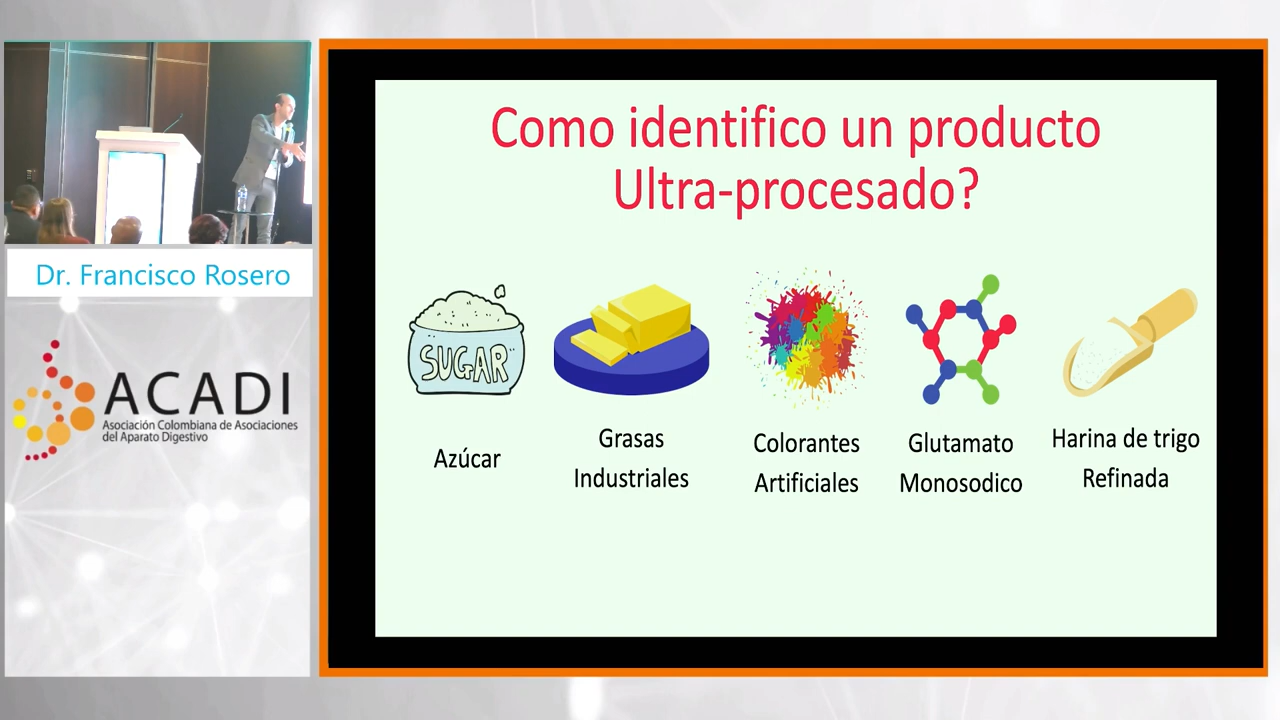 Como identifico un producto
Ultra-procesado?
SUGAR
Azúcar
Grasas
Industriales
Colorantes
Artificiales
Glutamato
Monosodico
Harina de trigo
Refinada
Dr. Francisco Rosero
ACADI
Asociación Colombiana de Asociaciones
del Aparato Digestivo